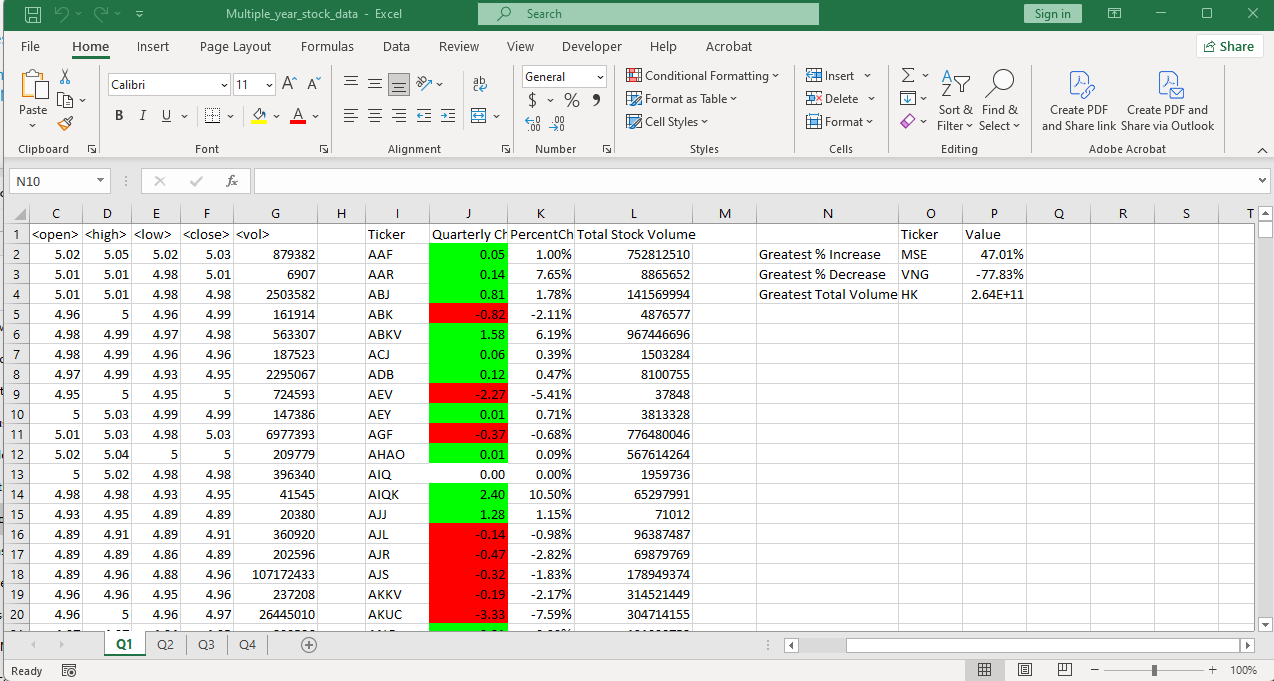 Multiple_year_stock_data - Excel Search Sign in
File Home Insert Page Layout Formulas Data Review View Developer Help Acrobat Share
Paste
Calibri 11 A^ A˅
B I U A
ab
General
$ % 9
.00 .00
Conditional Formatting
Format as Table
Cell Styles
Insert
Delete
Format
Sort & Filter
Find & Select
Create PDF and Share link
Create PDF and Share via Outlook
Clipboard Font Alignment Number Styles Cells Editing Adobe Acrobat
N10 fx
C D E F G H I J K L M N O P Q R S T
1 <open> <high> <low> <close> <vol> Ticker Quarterly Ch PercentCh Total Stock Volume Ticker Value
2 5.02 5.05 5.02 5.03 879382 AAF 0.05 1.00% 752812510 Greatest % Increase MSE 47.01%
3 5.01 5.01 4.98 5.01 6907 AAR 0.14 7.65% 8865652 Greatest % Decrease VNG -77.83%
4 5.01 5.01 4.98 4.98 2503582 ABJ 0.81 1.78% 141569994 Greatest Total Volume HK 2.64E+11
5 4.96 5 4.96 4.99 161914 ABK -0.82 -2.11% 4876577
6 4.98 4.99 4.97 4.98 563307 ABKV 1.58 6.19% 967446696
7 4.98 4.99 4.96 4.96 187523 ACJ 0.06 0.39% 1503284
8 4.97 4.99 4.93 4.95 2295067 ADB 0.12 0.47% 8100755
9 4.95 5 4.95 5 724593 AEV -2.27 -5.41% 37848
10 5 5.03 4.99 4.99 147386 AEY 0.01 0.71% 3813328
11 5.01 5.03 4.98 5.03 6977393 AGF -0.37 -0.68% 776480046
12 5.02 5.04 5 5 209779 AHAO 0.01 0.09% 567614264
13 5 5.02 4.98 4.98 396340 AIQ 0.00 0.00% 1959736
14 4.98 4.98 4.93 4.95 41545 AIQK 2.40 10.50% 65297991
15 4.93 4.95 4.89 4.89 20380 AJJ 1.28 1.15% 71012
16 4.89 4.91 4.89 4.91 360920 AJL -0.14 -0.98% 96387487
17 4.89 4.89 4.86 4.89 202596 AJR -0.47 -2.82% 69879769
18 4.89 4.96 4.88 4.96 107172433 AJS -0.32 -1.83% 178949374
19 4.96 4.96 4.95 4.96 237208 AKKV -0.19 -2.17% 314521449
20 4.96 5 4.96 4.97 26445010 AKUC -3.33 -7.59% 304714155
Q1 Q2 Q3 Q4
Ready 100%